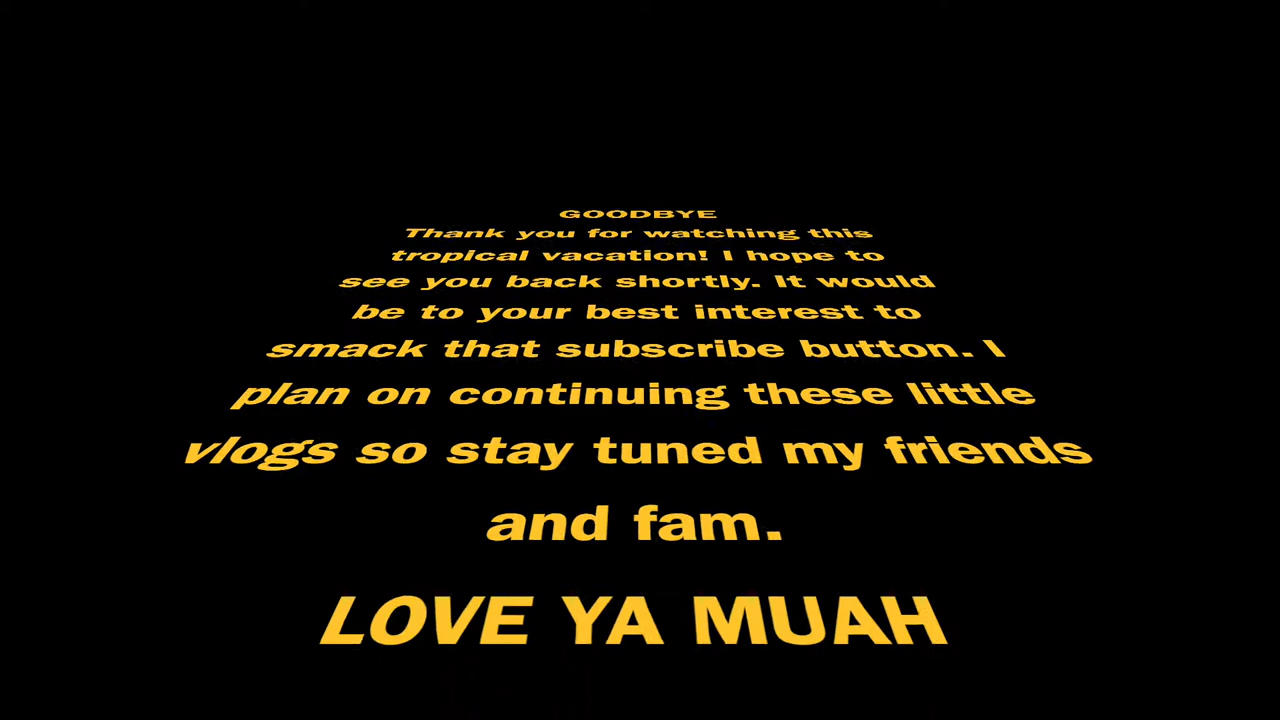 GOODBYE
Thank you for watching this
tropical vacation! I hope to
see you back shortly. It would
be to your best interest to
smack that subscribe button. I
plan on continuing these little
vlogs so stay tuned my friends
and fam.
LOVE YA MUAH